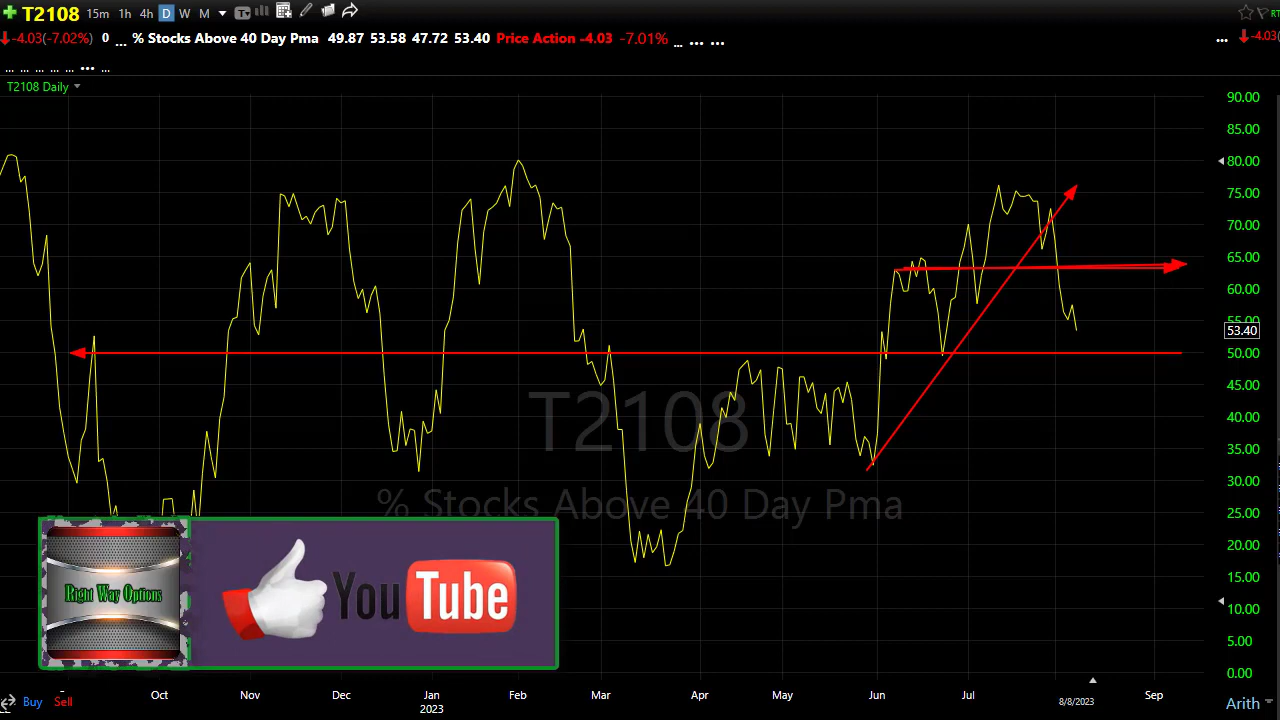 T2108 15m 1h 4h D W M T
-4.03(-7.02%) 0 ... % Stocks Above 40 Day Pma 49.87 53.58 47.72 53.40 Price Action -4.03 -7.01% ... ... ... ... -4.03(
... ... ... ... ... ... ...
T2108 Daily
90.00
85.00
80.00
75.00
70.00
65.00
60.00
55.00
53.40
50.00
45.00
40.00
35.00
30.00
25.00
20.00
15.00
10.00
5.00
0.00
T2108
% Stocks Above 40 Day Pma
Right Way Options
YouTube
Oct Nov Dec Jan Feb Mar Apr May Jun Jul Sep
2023
8/8/2023
Buy Sell
Arith